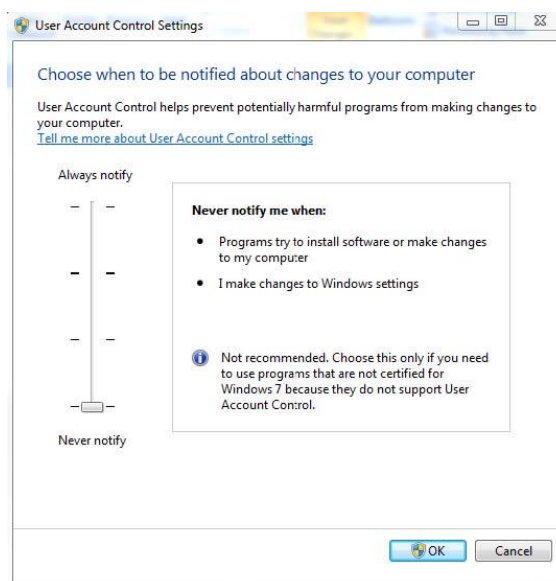 User Account Control Settings
Choose when to be notified about changes to your computer
User Account Control helps prevent potentially harmful programs from making changes to
your computer.
Tell me more about User Account Control settings
Always notify
Never notify me when:
• Programs try to install software or make changes
to my computer
• I make changes to Windows settings
Not recommended. Choose this only if you need
to use programs that are not certified for
Windows 7 because they do not support User
Account Control.
Never notify
OK
Cancel